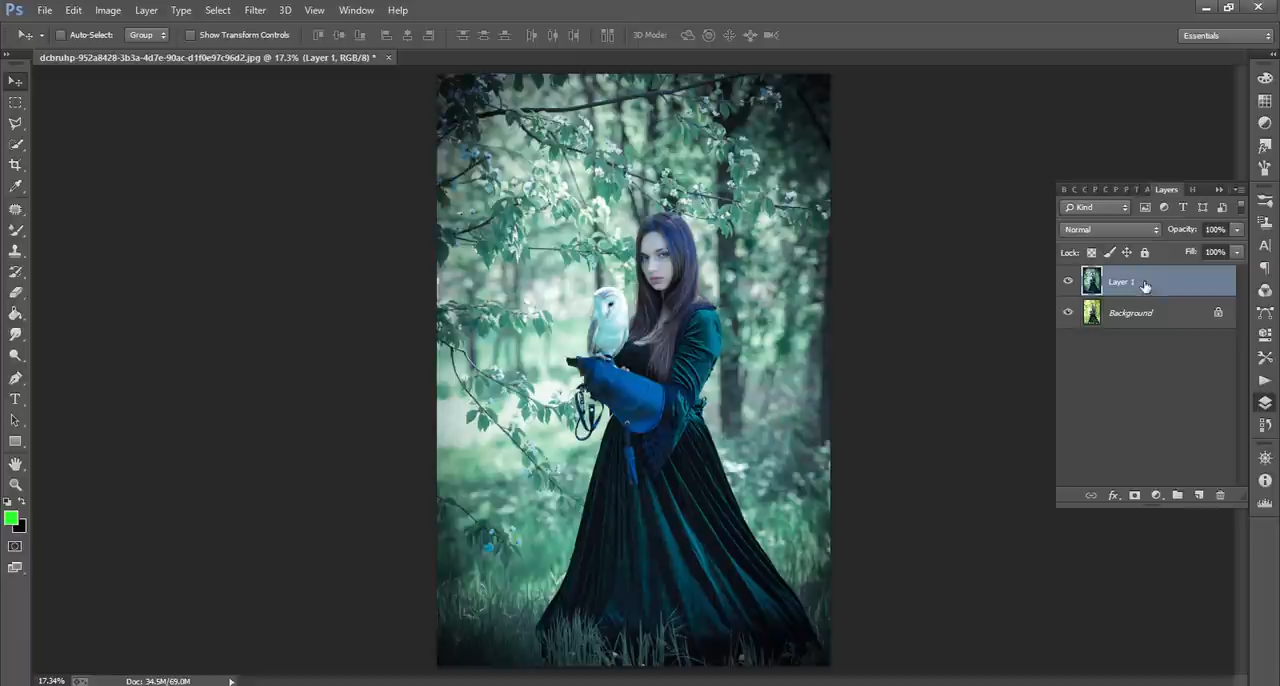 Ps File Edit Image Layer Type Select Filter 3D View Window Help
Auto-Select: Group Show Transform Controls 3D Mode: Essentials
dcbruhp-952a8428-3b3a-4d7e-90ac-d1f0e97c96d2.jpg @ 17.3% (Layer 1, RGB/8) *
B C C P C P P T A Layers H
Kind
Normal Opacity: 100%
Lock: Fill: 100%
Layer 1
Background
17.34% Doc: 34.5M/69.0M